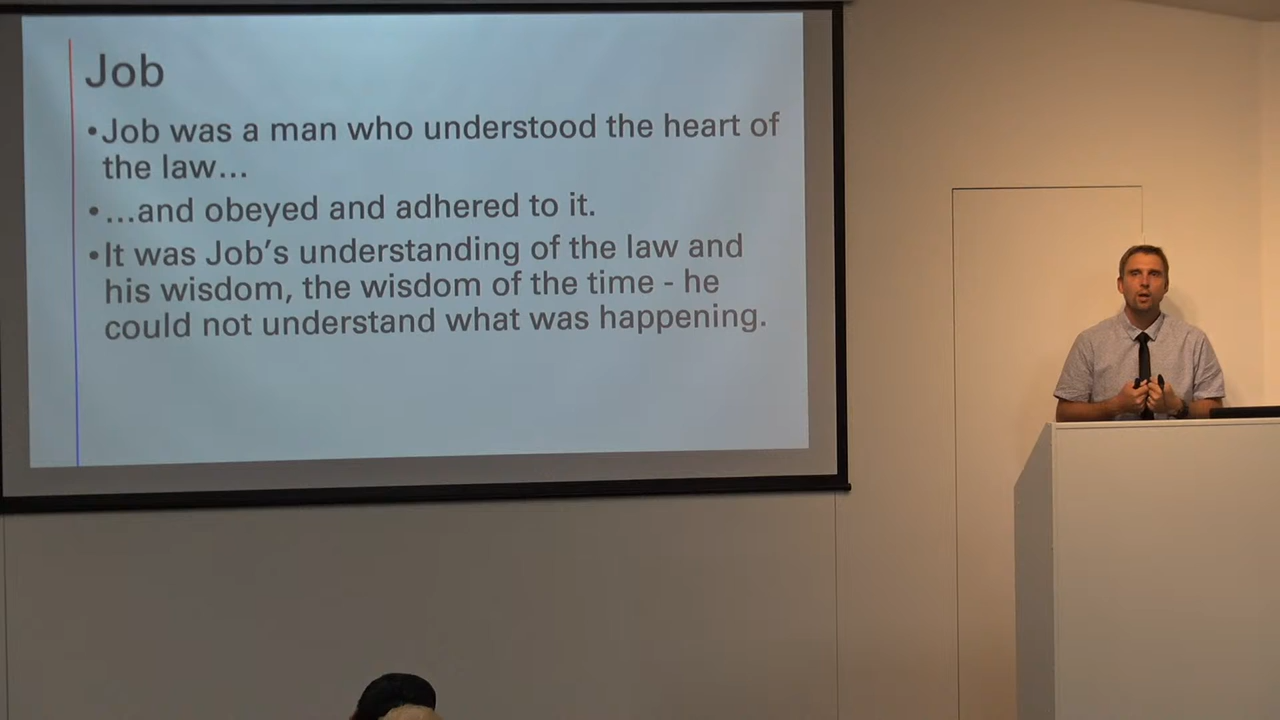 Job
•Job was a man who understood the heart of
the law...
•...and obeyed and adhered to it.
•It was Job's understanding of the law and
his wisdom, the wisdom of the time - he
could not understand what was happening.